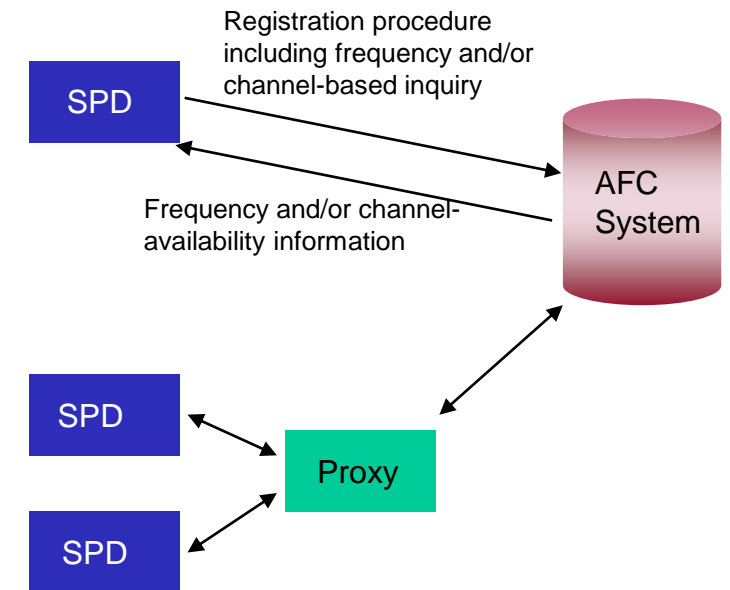 Registration procedure
including frequency and/or
channel-based inquiry
SPD
AFC
System
Frequency and/or channel-
availability information
SPD
Proxy
SPD